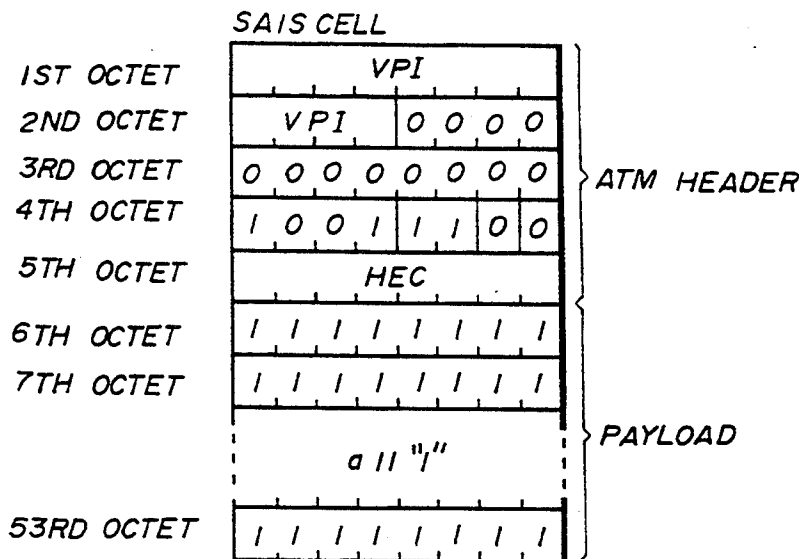 SAIS CELL
1ST OCTET VPI
2ND OCTET VPI 0 0 0 0
3RD OCTET 0 0 0 0 0 0 0 0
ATM HEADER
4TH OCTET 1 0 0 1 1 1 0 0
5TH OCTET HEC
6TH OCTET 1 1 1 1 1 1 1 1
7TH OCTET 1 1 1 1 1 1 1 1
PAYLOAD
all "1"
53RD OCTET 1 1 1 1 1 1 1 1